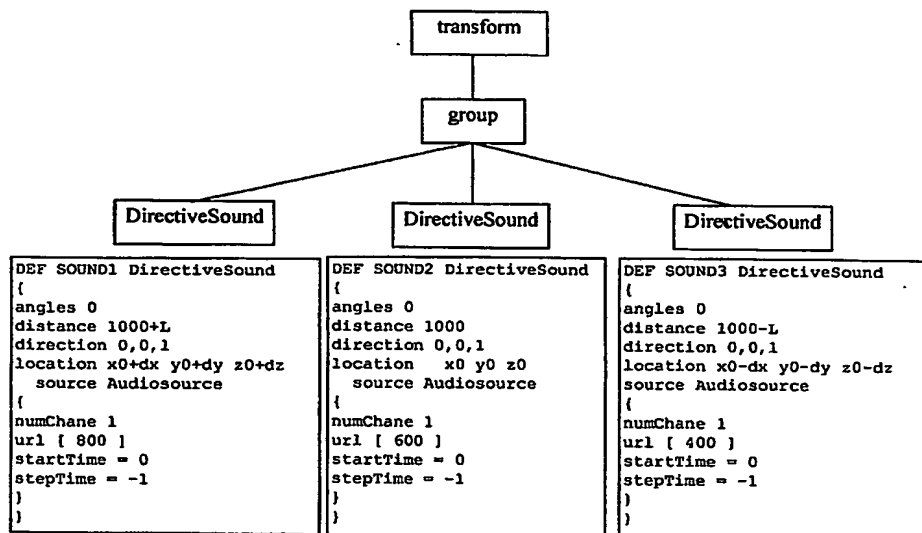 transform
group
DirectiveSound
DirectiveSound
DirectiveSound
DEF SOUND1 DirectiveSound
{
angles 0
distance 1000+L
direction 0,0,1
location x0+dx y0+dy z0+dz
source Audiosource
{
numChane 1
url [ 800 ]
startTime = 0
stepTime = -1
}
}
DEF SOUND2 DirectiveSound
{
angles 0
distance 1000
direction 0,0,1
location x0 y0 z0
source Audiosource
{
numChane 1
url [ 600 ]
startTime = 0
stepTime = -1
}
}
DEF SOUND3 DirectiveSound
{
angles 0
distance 1000-L
direction 0,0,1
location x0-dx y0-dy z0-dz
source Audiosource
{
numChane 1
url [ 400 ]
startTime = 0
stepTime = -1
}
}